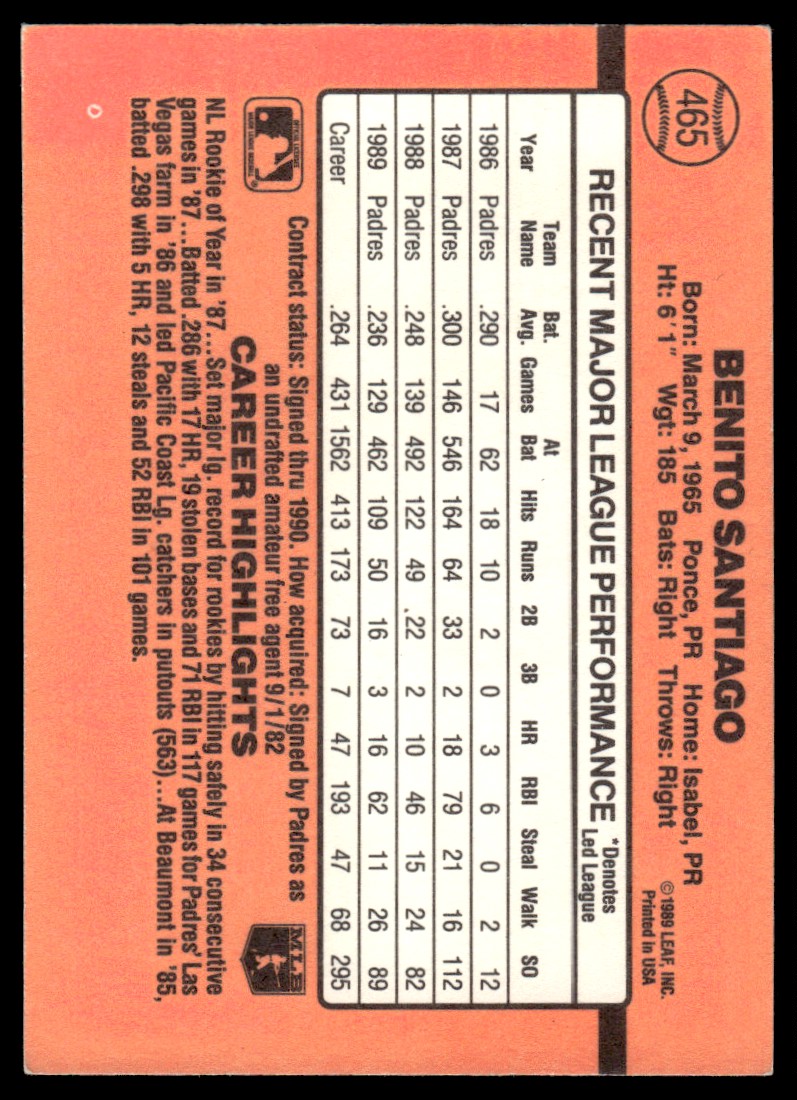 465
BENITO SANTIAGO
Born: March 9, 1965 Ponce, PR Home: Isabel, PR
Ht: 6'1" Wgt: 185 Bats: Right Throws: Right
©1989 LEAF, INC.
Printed in USA
RECENT MAJOR LEAGUE PERFORMANCE
*Denotes
Led League
Year Team Name Bat. Avg. Games At Bat Hits Runs 2B 3B HR RBI Steal Walk SO
1986 Padres .290 17 62 18 10 2 0 3 6 0 2 12
1987 Padres .300 146 546 164 64 33 2 18 79 21 16 112
1988 Padres .248 139 492 122 49 .22 2 10 46 15 24 82
1989 Padres .236 129 462 109 50 16 3 16 62 11 26 89
Career .264 431 1562 413 173 73 7 47 193 47 68 295
Contract status: Signed thru 1990. How acquired: Signed by Padres as
an undrafted amateur free agent 9/1/82
MLB
CAREER HIGHLIGHTS
NL Rookie of Year in '87...Set major lg. record for rookies by hitting safely in 34 consecutive
games in '87...Batted .286 with 17 HR, 19 stolen bases and 71 RBI in 117 games for Padres' Las
Vegas farm in '86 and led Pacific Coast Lg. catchers in putouts (563)...At Beaumont in '85,
batted .298 with 5 HR, 12 steals and 52 RBI in 101 games.